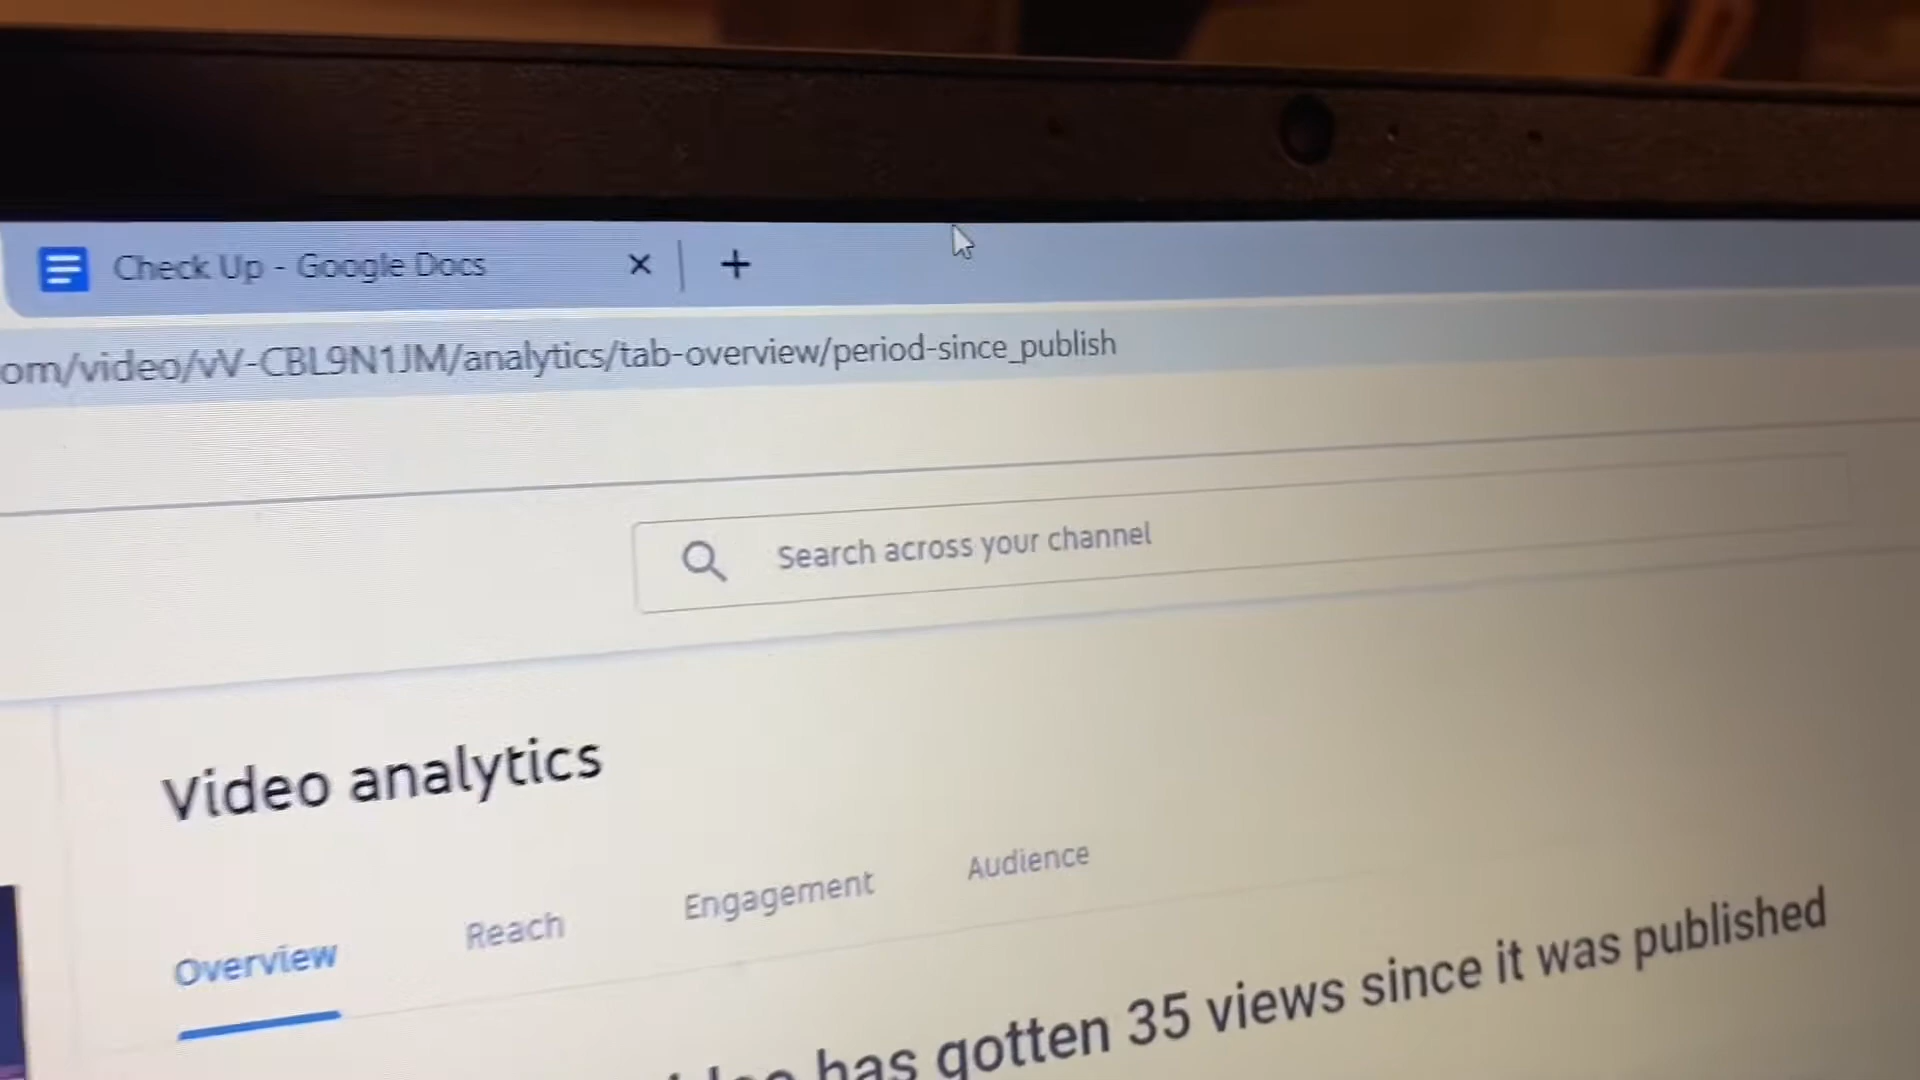 Check Up - Google Docs
om/video/vV-CBL9N1JM/analytics/tab-overview/period-since_publish
Search across your channel
Video analytics
Overview Reach Engagement Audience
has gotten 35 views since it was published